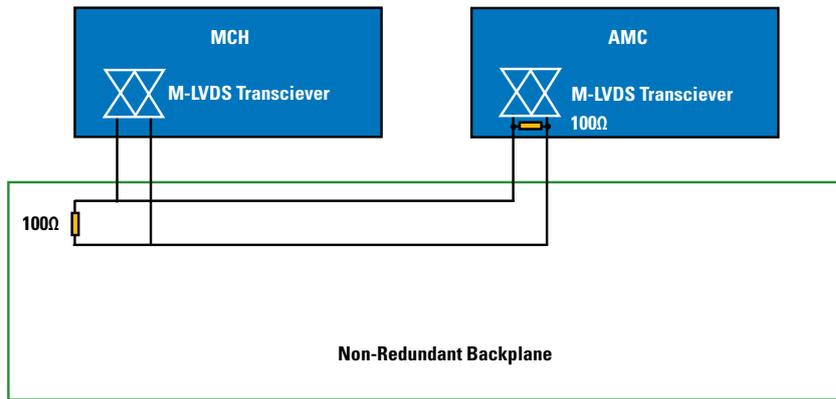 MCH
AMC
M-LVDS Transciever
M-LVDS Transciever
100Ω
100Ω
Non-Redundant Backplane